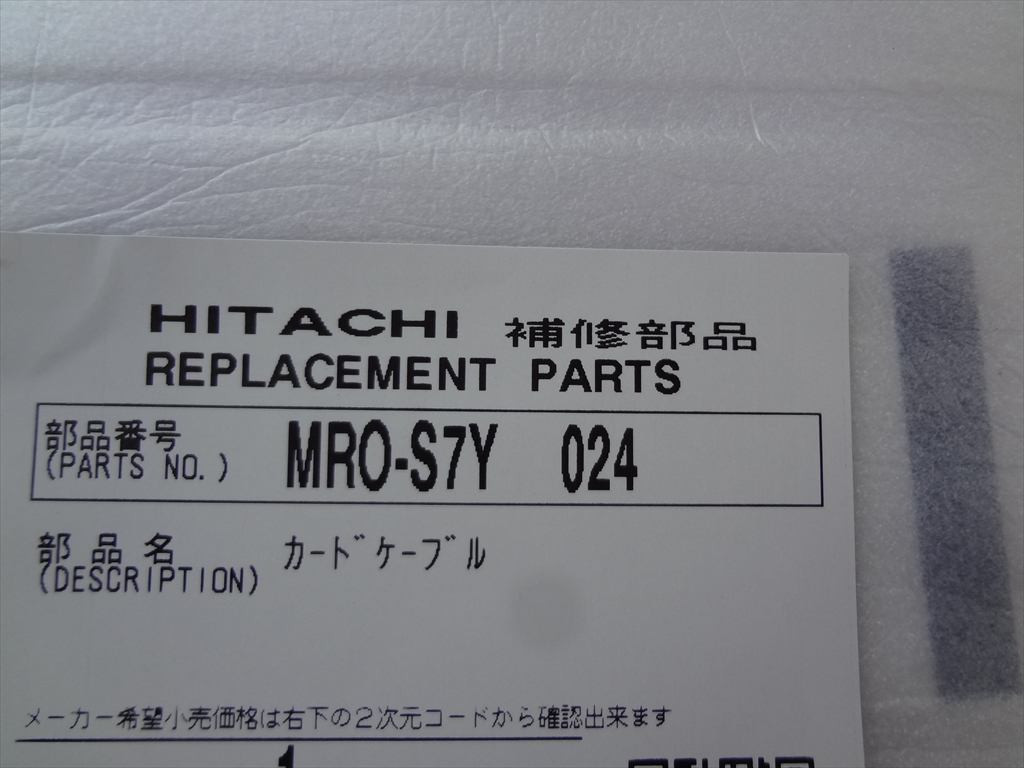 HITACHI 補修部品
REPLACEMENT PARTS
部品番号
(PARTS NO.) MRO-S7Y 024
部品名 カードケーブル
(DESCRIPTION)
メーカー希望小売価格は右下の2次元コードから確認出来ます
1